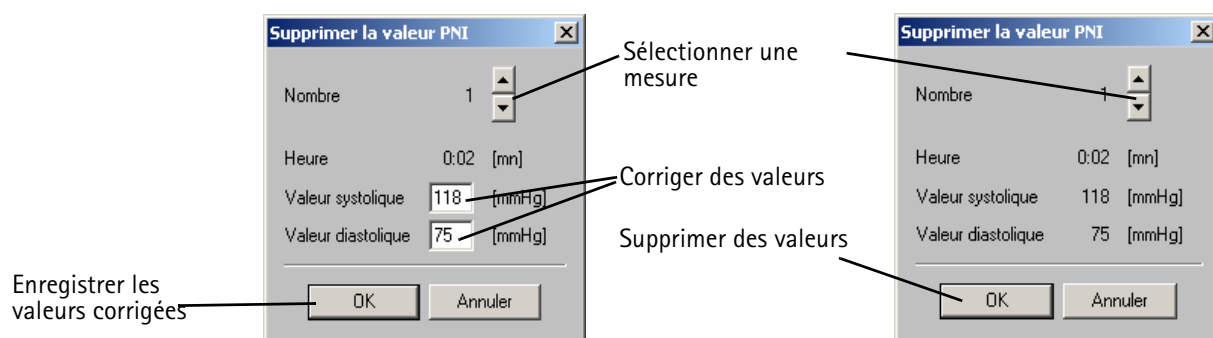 Supprimer la valeur PNI
Nombre 1
Heure 0:02 [mn]
Valeur systolique 118 [mmHg]
Valeur diastolique 75 [mmHg]
OK Annuler
Enregistrer les
valeurs corrigées
Sélectionner une
mesure
Corriger des valeurs
Supprimer des valeurs
Supprimer la valeur PNI
Nombre 1
Heure 0:02 [mn]
Valeur systolique 118 [mmHg]
Valeur diastolique 75 [mmHg]
OK Annuler